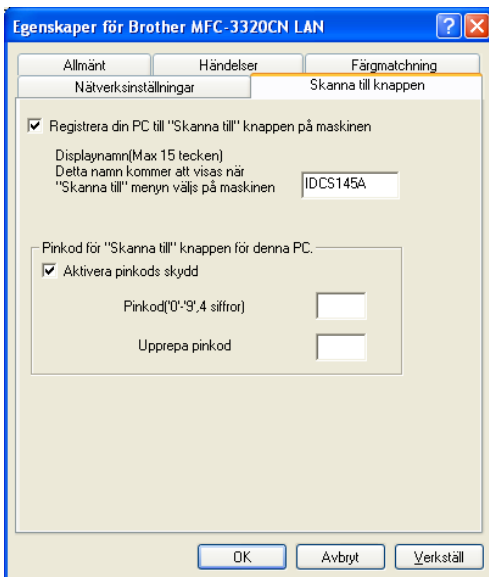 Egenskaper för Brother MFC-3320CN LAN
Allmänt Händelser Färgmatchning
Nätverksinställningar Skanna till knappen
Registrera din PC till "Skanna till" knappen på maskinen
Displaynamn(Max 15 tecken)
Detta namn kommer att visas när
"Skanna till" menyn väljs på maskinen IDCS145A
Pinkod för "Skanna till" knappen för denna PC.
Aktivera pinkods skydd
Pinkod('0'-'9',4 siffror)
Upprepa pinkod
OK Avbryt Verkställ